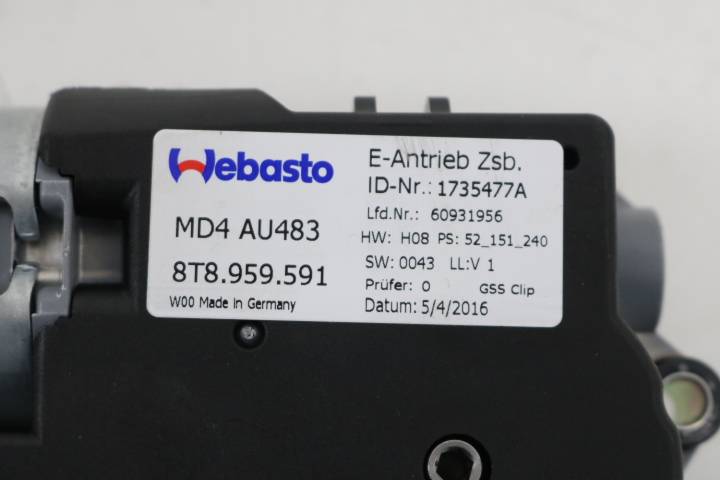 Webasto
MD4 AU483
8T8.959.591
W00 Made in Germany
E-Antrieb Zsb.
ID-Nr.: 1735477A
Lfd.Nr.: 60931956
HW: H08 PS: 52_151_240
SW: 0043 LL:V 1
Prüfer: 0 GSS Clip
Datum: 5/4/2016